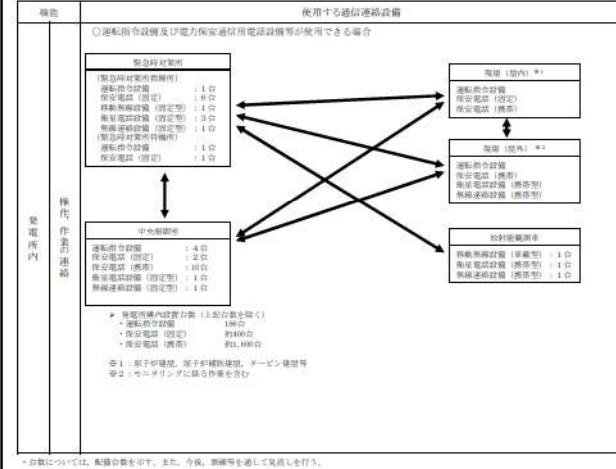 機能
使用する通信連絡設備
発電所内
操作、作業の連絡
○運転指令設備及び電力保安通信用電話設備等が使用できる場合
緊急時対策所
(緊急時対策所指揮所)
運転指令設備 : 1台
保安電話 (固定) : 6台
移動無線設備 (固定型) : 1台
衛星電話設備 (固定型) : 3台
無線連絡設備 (固定型) : 1台
(緊急時対策所待機所)
運転指令設備 : 1台
保安電話 (固定) : 1台
中央制御室
運転指令設備 : 4台
保安電話 (固定) : 2台
保安電話 (携帯) : 10台
衛星電話設備 (固定型) : 1台
無線連絡設備 (固定型) : 1台
現場 (屋内) ※1
運転指令設備
保安電話 (固定)
保安電話 (携帯)
現場 (屋外) ※2
運転指令設備
保安電話 (携帯)
衛星電話設備 (携帯型)
無線連絡設備 (携帯型)
放射能観測車
移動無線設備 (車載型) : 1台
衛星電話設備 (携帯型) : 1台
無線連絡設備 (携帯型) : 1台
➤ 発電所構内設置台数 (上記台数を除く)
・運転指令設備 186台
・保安電話 (固定) 約400台
・保安電話 (携帯) 約1,600台
※1:原子炉建屋、原子炉補助建屋、タービン建屋等
※2:モニタリングに係る作業を含む
・台数については、配備台数を示す。また、今後、訓練等を通して見直しを行う。